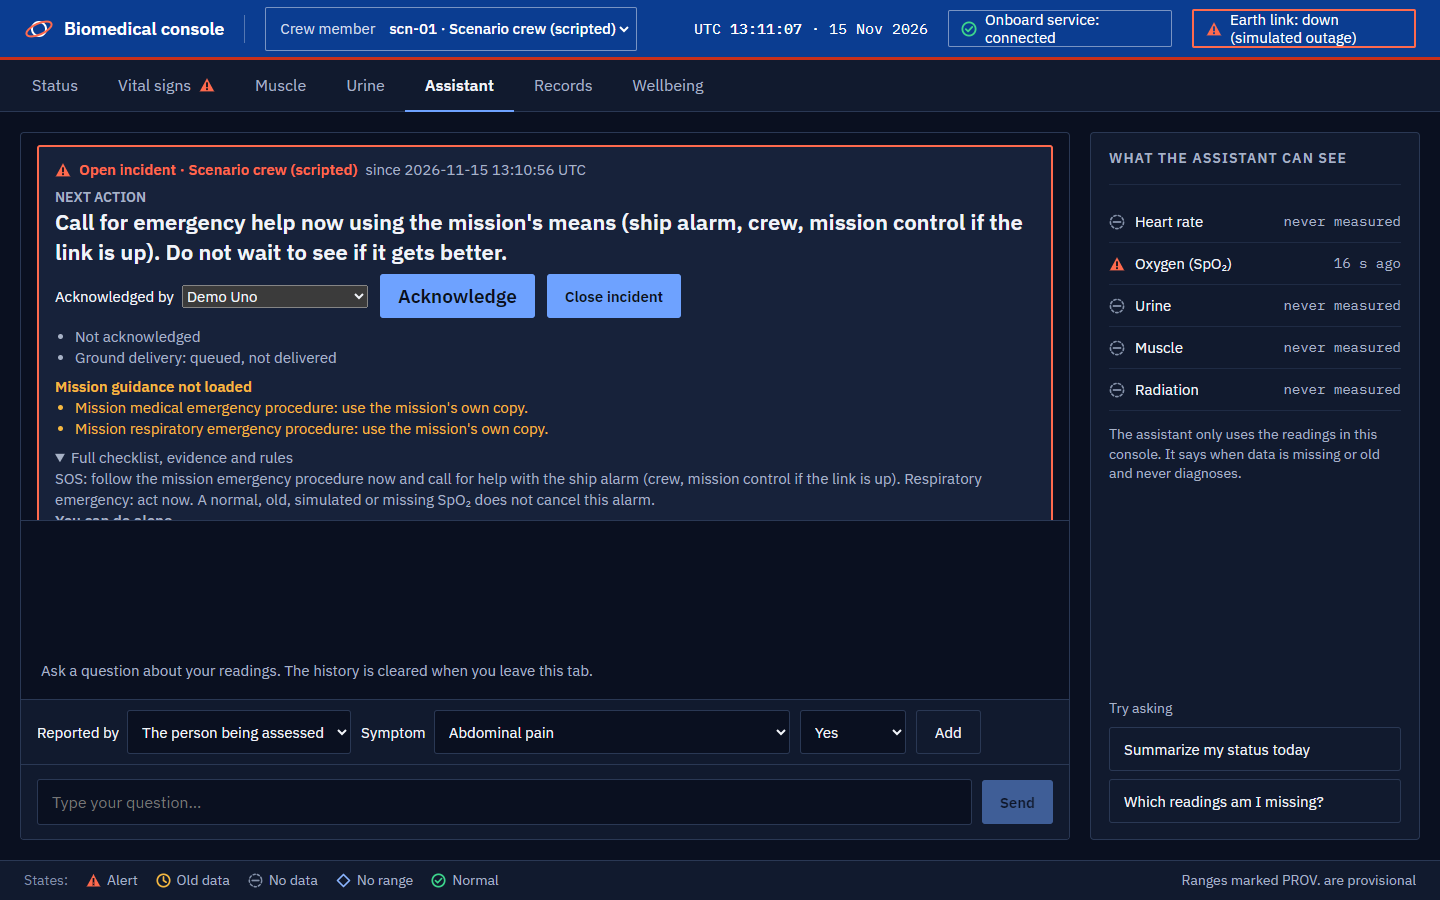 Biomedical console
Crew member scn-01 · Scenario crew (scripted)
UTC 13:11:07 · 15 Nov 2026
Onboard service:
connected
Earth link: down
(simulated outage)
Status
Vital signs
Muscle
Urine
Assistant
Records
Wellbeing
Open incident · Scenario crew (scripted) since 2026-11-15 13:10:56 UTC
NEXT ACTION
Call for emergency help now using the mission's means (ship alarm, crew, mission control if the
link is up). Do not wait to see if it gets better.
Acknowledged by Demo Uno Acknowledge Close incident
• Not acknowledged
• Ground delivery: queued, not delivered
Mission guidance not loaded
• Mission medical emergency procedure: use the mission's own copy.
• Mission respiratory emergency procedure: use the mission's own copy.
▼ Full checklist, evidence and rules
SOS: follow the mission emergency procedure now and call for help with the ship alarm (crew, mission control if the link is up). Respiratory
emergency: act now. A normal, old, simulated or missing SpO₂ does not cancel this alarm.
You can do alone
Ask a question about your readings. The history is cleared when you leave this tab.
Reported by The person being assessed Symptom Abdominal pain Yes Add
Type your question...
Send
WHAT THE ASSISTANT CAN SEE
Heart rate never measured
Oxygen (SpO₂) 16 s ago
Urine never measured
Muscle never measured
Radiation never measured
The assistant only uses the readings in this
console. It says when data is missing or old
and never diagnoses.
Try asking
Summarize my status today
Which readings am I missing?
States: Alert Old data No data No range Normal
Ranges marked PROV. are provisional